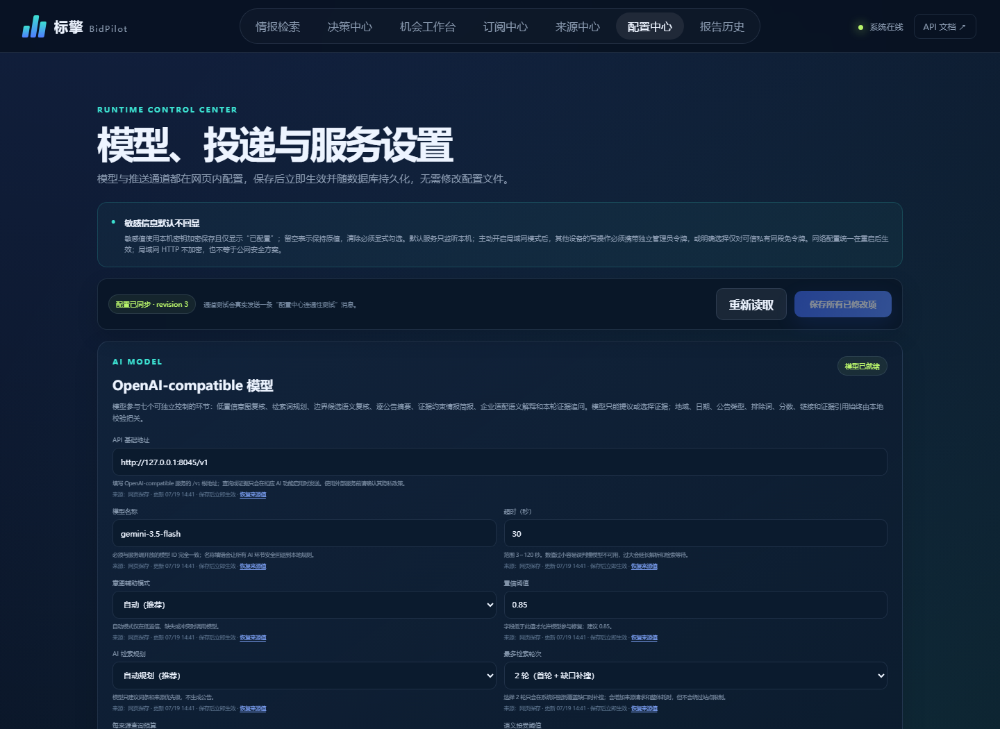 标擎 BidPilot
情报检索 决策中心 机会工作台 订阅中心 来源中心 配置中心 报告历史
系统在线 API 文档 ↗
RUNTIME CONTROL CENTER
模型、投递与服务设置
模型与推送通道都在网页内配置，保存后立即生效并随数据库持久化，无需修改配置文件。
敏感信息默认不回显
敏感值使用本机密钥加密保存且仅显示“已配置”；留空表示保持原值，清除必须显式勾选。默认服务只监听本机；主动开启局域网模式后，其他设备的写操作必须携带独立管理员令牌，或明确选择仅对可信私有网段免令牌。网络配置统一在重启后生
效；局域网 HTTP 不加密，也不等于公网安全方案。
配置已同步 · revision 3 通道测试会真实发送一条“配置中心连通性测试”消息。 重新读取 保存所有已修改项
AI MODEL
模型已就绪
OpenAI-compatible 模型
模型参与七个可独立控制的环节：低置信意图复核、检索词规划、边界候选语义复核、逐公告摘要、证据约束情报简报、企业适配语义解释和本轮证据追问。模型只能提议或选择证据；地域、日期、公告类型、排除词、分数、链接和证据引用始终由本地
校验把关。
API 基础地址
http://127.0.0.1:8045/v1
填写 OpenAI-compatible 服务的 /v1 根地址；查询或证据只会在相应 AI 功能启用时发送。使用外部服务前请确认其隐私政策。
来源：网页保存 · 更新 07/19 14:41 · 保存后立即生效 · 恢复来源值
模型名称 超时（秒）
gemini-3.5-flash 30
必须与服务端开放的模型 ID 完全一致；名称填错会让所有 AI 环节安全回退到本地规则。 范围 3－120 秒。数值过小容易误判慢模型不可用，过大会延长解析和检索等待。
来源：网页保存 · 更新 07/19 14:41 · 保存后立即生效 · 恢复来源值 来源：网页保存 · 更新 07/19 14:41 · 保存后立即生效 · 恢复来源值
意图辅助模式 置信阈值
自动（推荐） 0.85
自动模式仅在低置信、缺失或冲突时调用模型。 字段低于此值才允许模型参与修复；建议 0.85。
来源：网页保存 · 更新 07/19 14:41 · 保存后立即生效 · 恢复来源值 来源：网页保存 · 更新 07/19 14:41 · 保存后立即生效 · 恢复来源值
AI 检索规划 最多检索轮次
自动规划（推荐） 2 轮（首轮 + 缺口补搜）
模型只建议词条和来源优先级，不生成公告。 选择 2 轮只会在系统识别到覆盖缺口时补搜；会增加来源请求和整体耗时，但不会绕过站点限制。
来源：网页保存 · 更新 07/19 14:41 · 保存后立即生效 · 恢复来源值 来源：网页保存 · 更新 07/19 14:41 · 保存后立即生效 · 恢复来源值
每来源查询预算 语义接受阈值